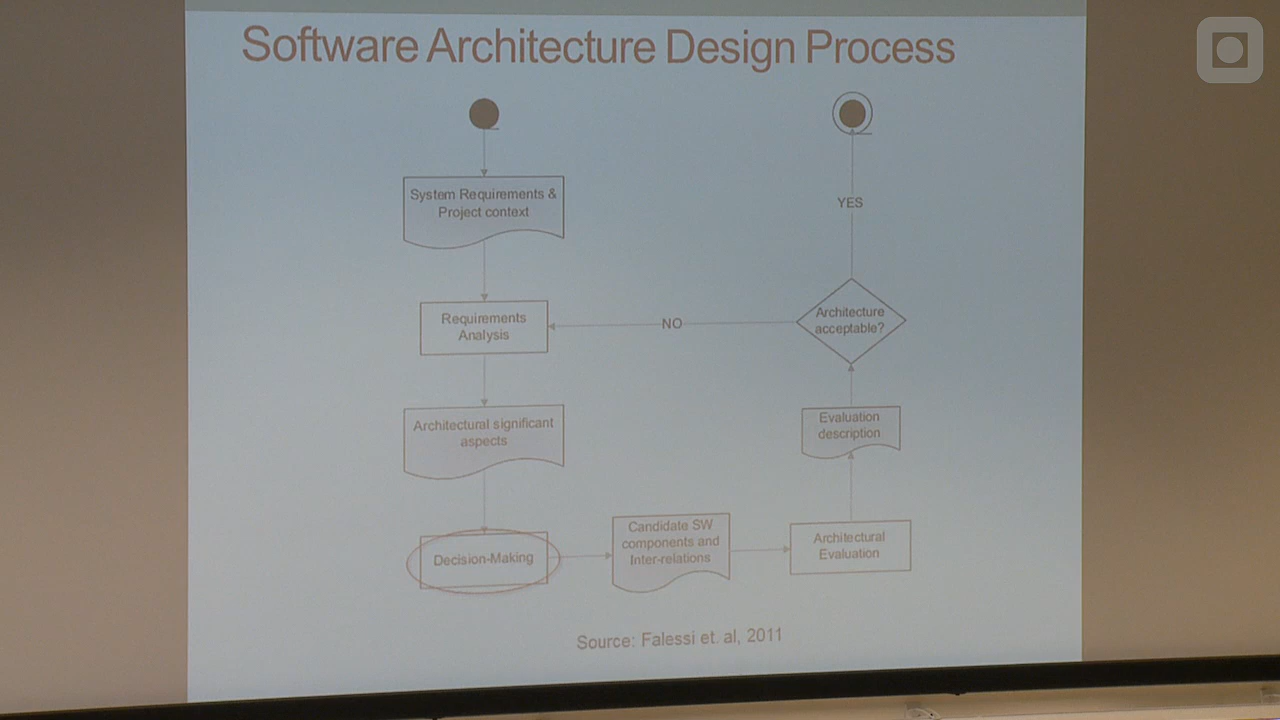 Software Architecture Design Process
System Requirements &
Project context
Requirements
Analysis
Architectural significant
aspects
Decision-Making
Candidate SW
components and
Inter-relations
Architectural
Evaluation
Evaluation
description
Architecture
acceptable?
NO
YES
Source: Falessi et. al, 2011